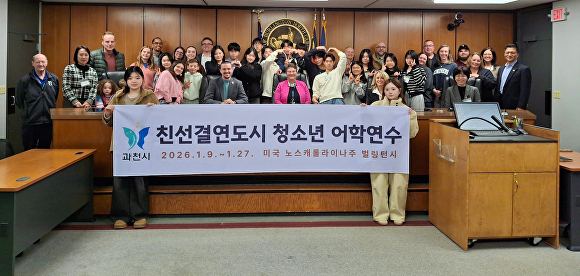 EXIT
친선결연도시 청소년 어학연수
과천시
2026.1.9.~1.27. 미국 노스캐롤라이나주 벌링턴시